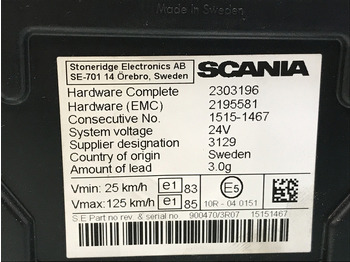 Made in Sweden
Stoneridge Electronics AB
SE-701 14 Örebro, Sweden
SCANIA
Hardware Complete 2303196
Hardware (EMC) 2195581
Consecutive No. 1515-1467
System voltage 24V
Supplier designation 3129
Country of origin Sweden
Amount of lead 3.0g
Vmin: 25 km/h e1 83 E5
Vmax: 125 km/h e1 85 10R - 04 0151
S.E Part no rev. & serial no 900470/3R07 15151467